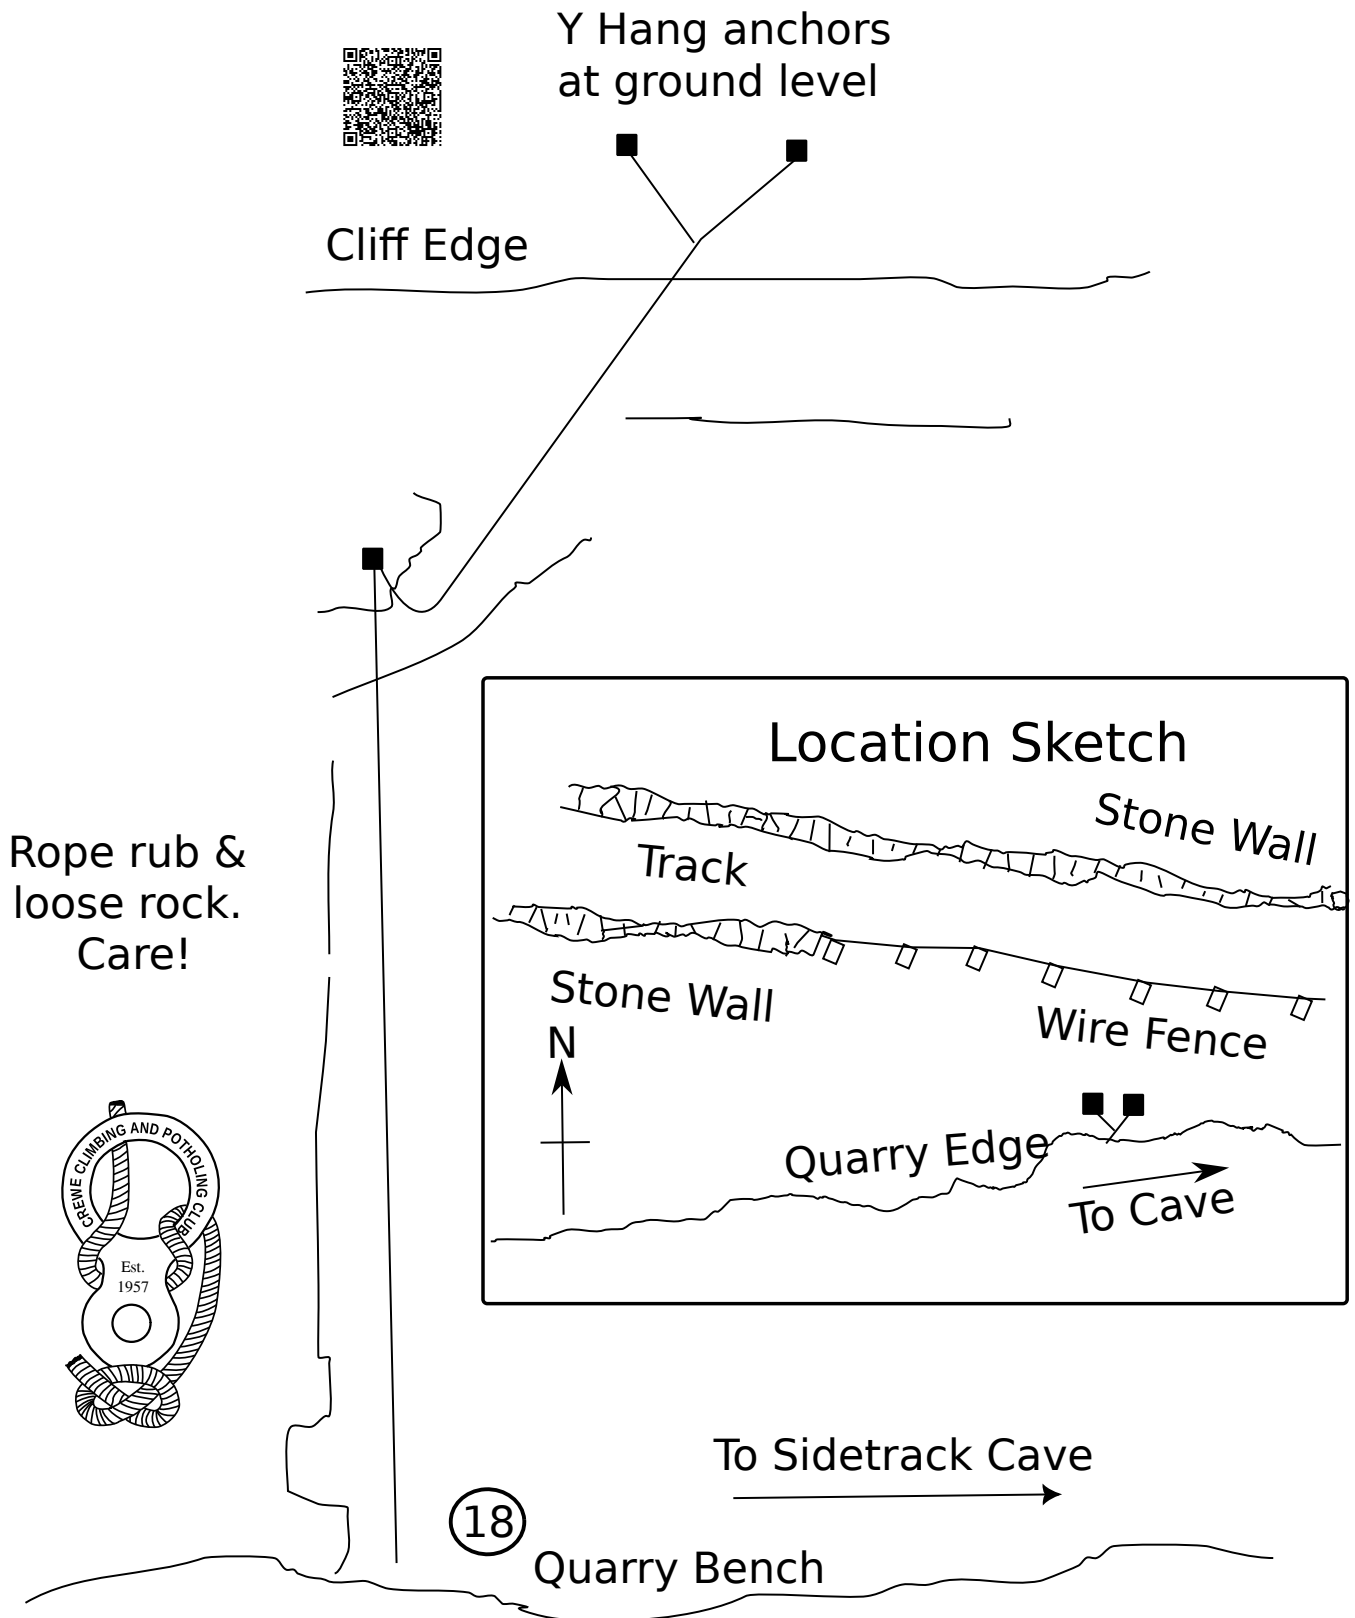 Y Hang anchors
at ground level
Cliff Edge
Location Sketch
Stone Wall
Track
Rope rub &
loose rock.
Care!
Stone Wall
Wire Fence
N
Quarry Edge
To Cave
CREWE CLIMBING AND POTHOLING CLUB
Est.
1957
To Sidetrack Cave
18
Quarry Bench